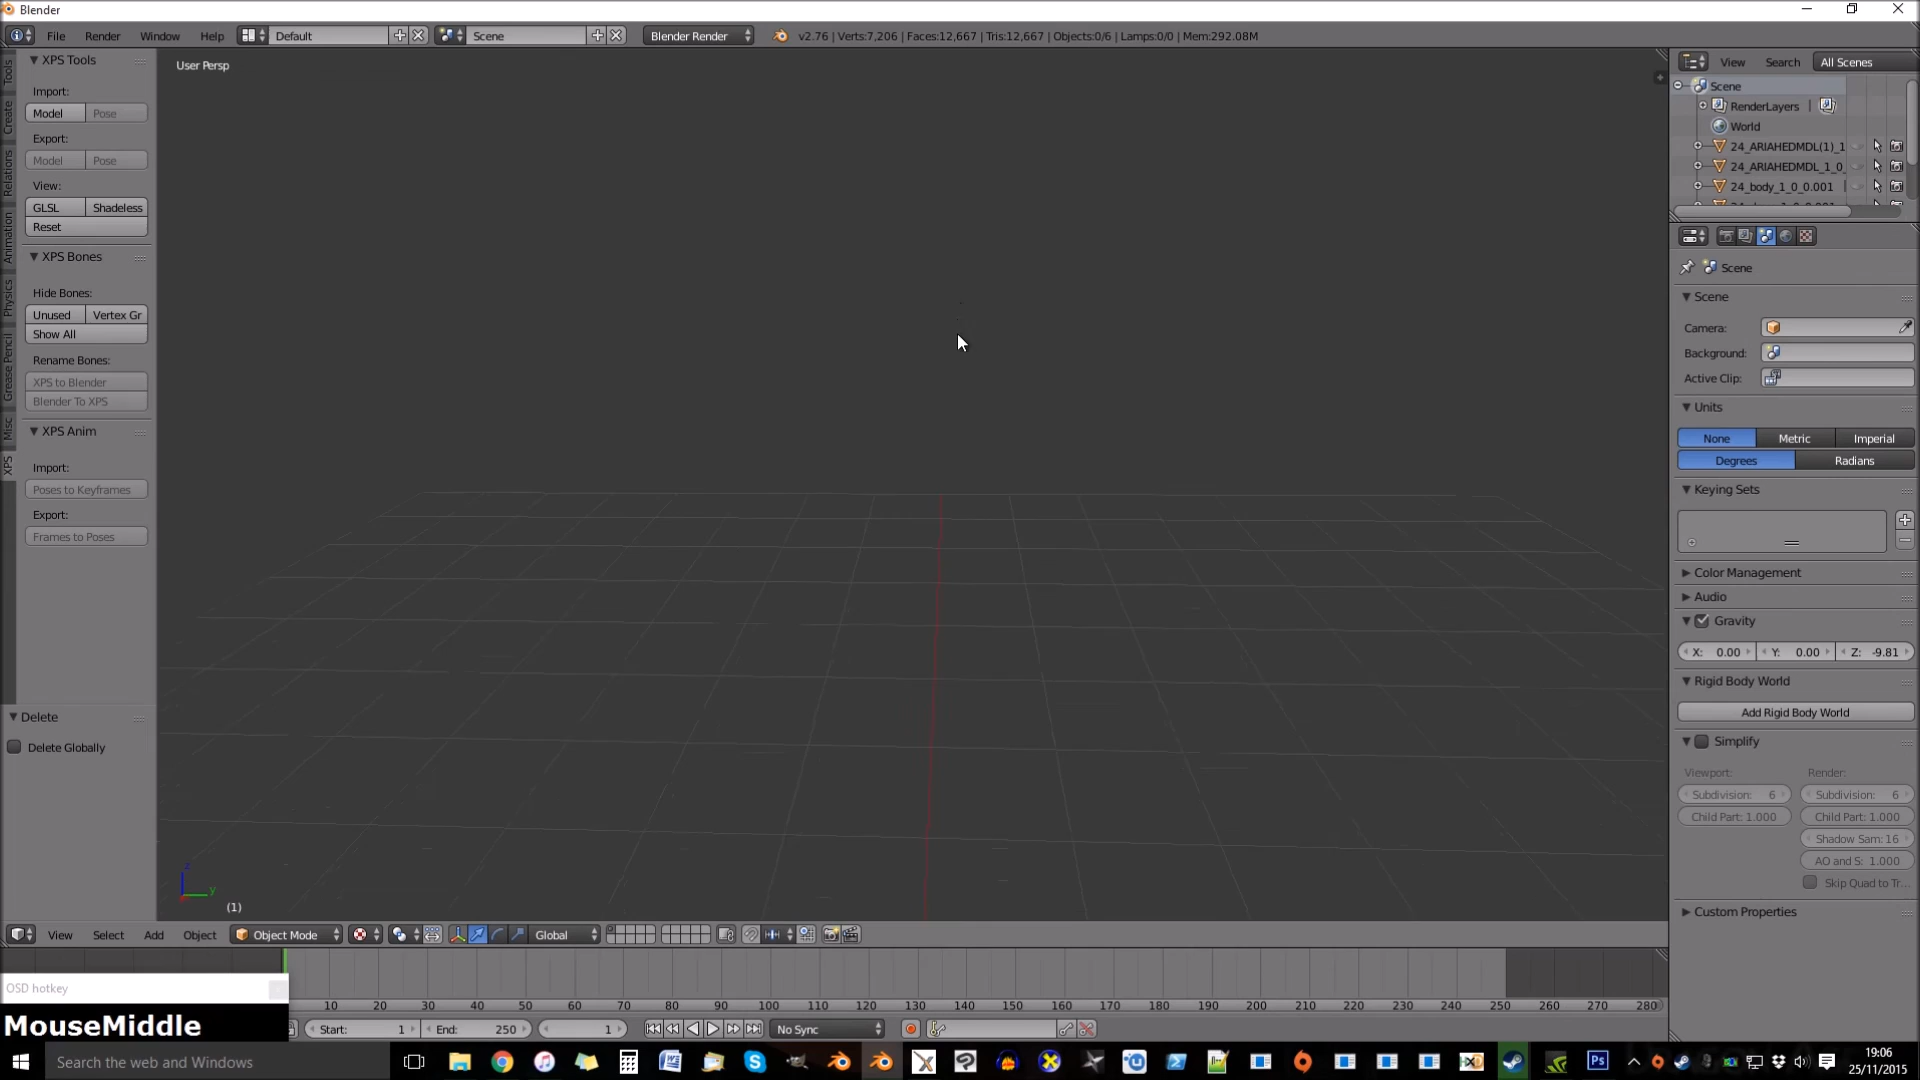 Blender
File Render Window Help Default Scene Blender Render v2.76 | Verts:7,206 | Faces:12,667 | Tris:12,667 | Objects:0/6 | Lamps:0/0 | Mem:292.08M
XPS Tools
Import:
Model Pose
Export:
Model Pose
View:
GLSL Shadeless
Reset
XPS Bones
Hide Bones:
Unused Vertex Gr
Show All
Rename Bones:
XPS to Blender
Blender To XPS
XPS Anim
Import:
Poses to Keyframes
Export:
Frames to Poses
Tools
Create
Relations
Animation
Physics
Grease Pencil
Misc
XPS
Delete
Delete Globally
User Persp
z
y
(1)
View Search All Scenes
Scene
RenderLayers |
World
24_ARIAHEDMDL(1)_1
24_ARIAHEDMDL_1_0_
24_body_1_0_0.001
Scene
Scene
Camera:
Background:
Active Clip:
Units
None Metric Imperial
Degrees Radians
Keying Sets
Color Management
Audio
Gravity
X: 0.00 Y: 0.00 Z: -9.81
Rigid Body World
Add Rigid Body World
Simplify
Viewport: Render:
Subdivision: 6 Subdivision: 6
Child Part: 1.000 Child Part: 1.000
Shadow Sam: 16
AO and S: 1.000
Skip Quad to Tr...
Custom Properties
View Select Add Object Object Mode Global
10 20 30 40 50 60 70 80 90 100 110 120 130 140 150 160 170 180 190 200 210 220 230 240 250 260 270 280
OSD hotkey
MouseMiddle
Start: 1 End: 250 1 No Sync
Search the web and Windows
19:06
25/11/2015